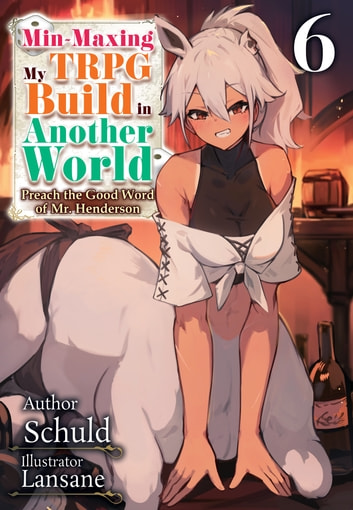 Min-Maxing
My TRPG
Build in
Another
World
Preach the Good Word
of Mr. Henderson
6
Author
Schuld
Illustrator
Lansane